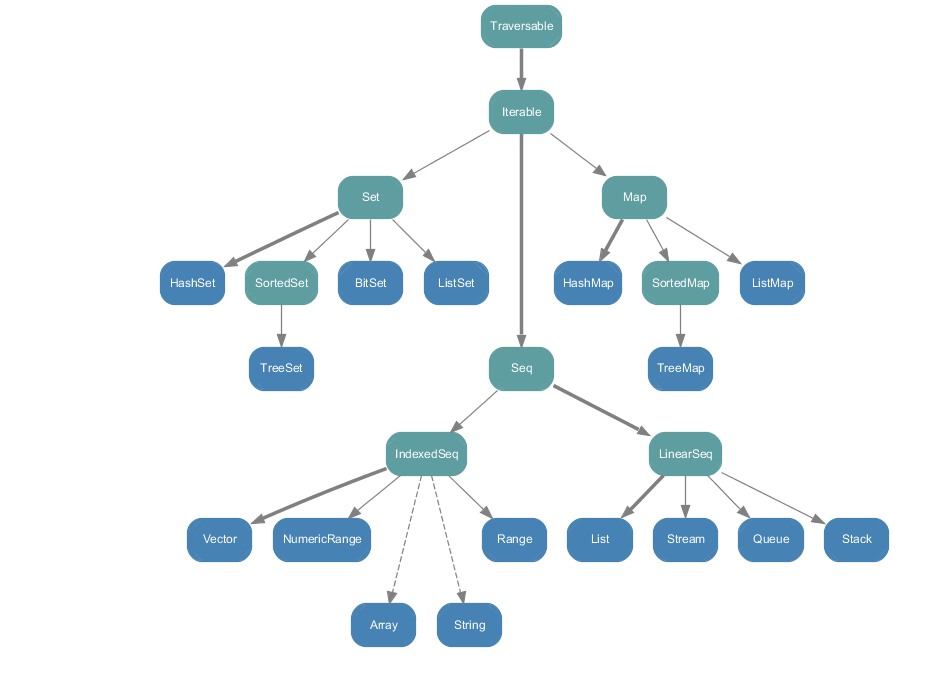 Traversable
Iterable
Set
Map
HashSet
SortedSet
BitSet
ListSet
HashMap
SortedMap
ListMap
TreeSet
Seq
TreeMap
IndexedSeq
LinearSeq
Vector
NumericRange
Range
List
Stream
Queue
Stack
Array
String